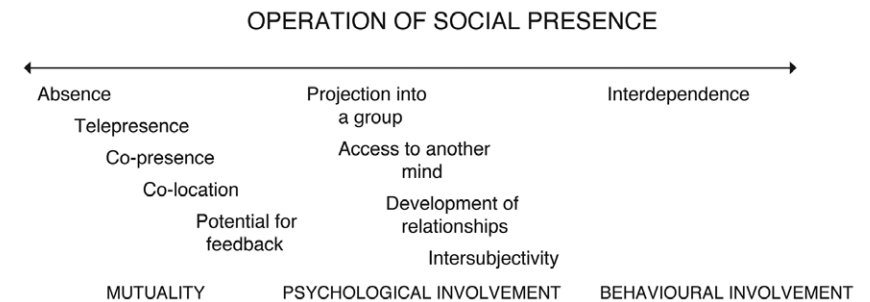 OPERATION OF SOCIAL PRESENCE
Absence
Telepresence
Co-presence
Co-location
Potential for
feedback
Projection into
a group
Access to another
mind
Development of
relationships
Intersubjectivity
Interdependence
MUTUALITY
PSYCHOLOGICAL INVOLVEMENT
BEHAVIOURAL INVOLVEMENT